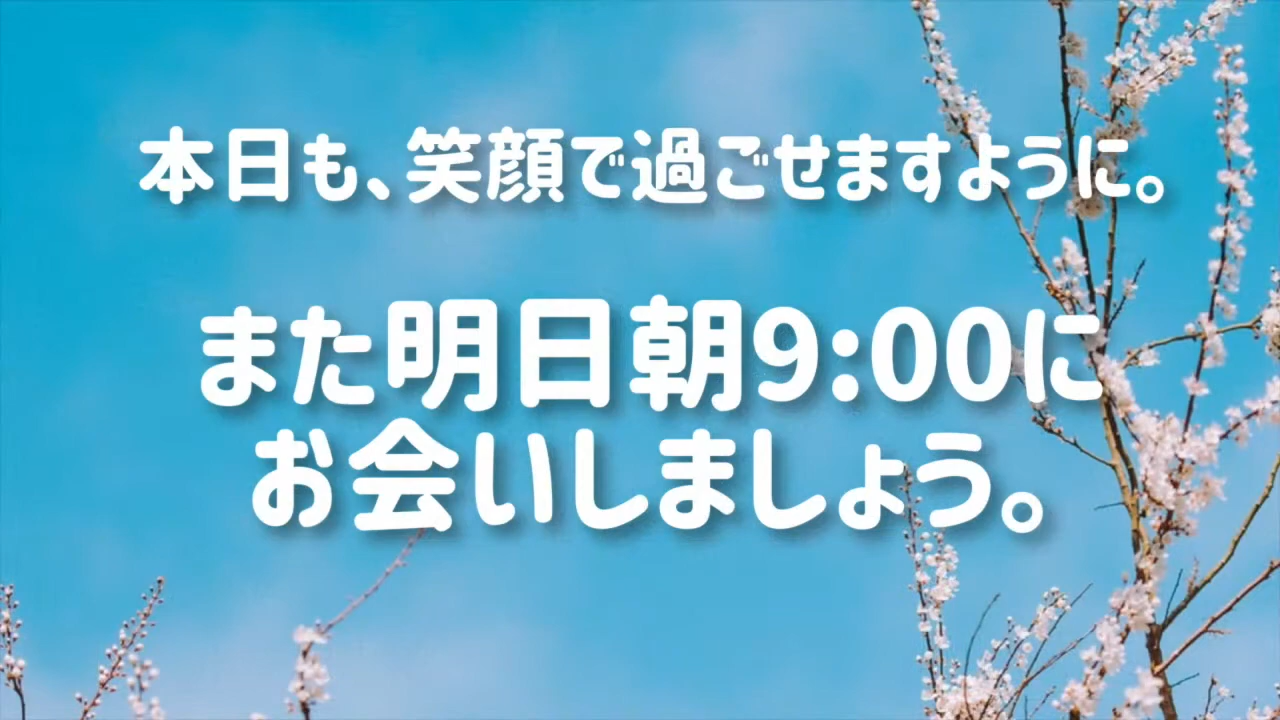 本日も、笑顔で過ごせますように。
また明日朝9:00に
お会いしましょう。